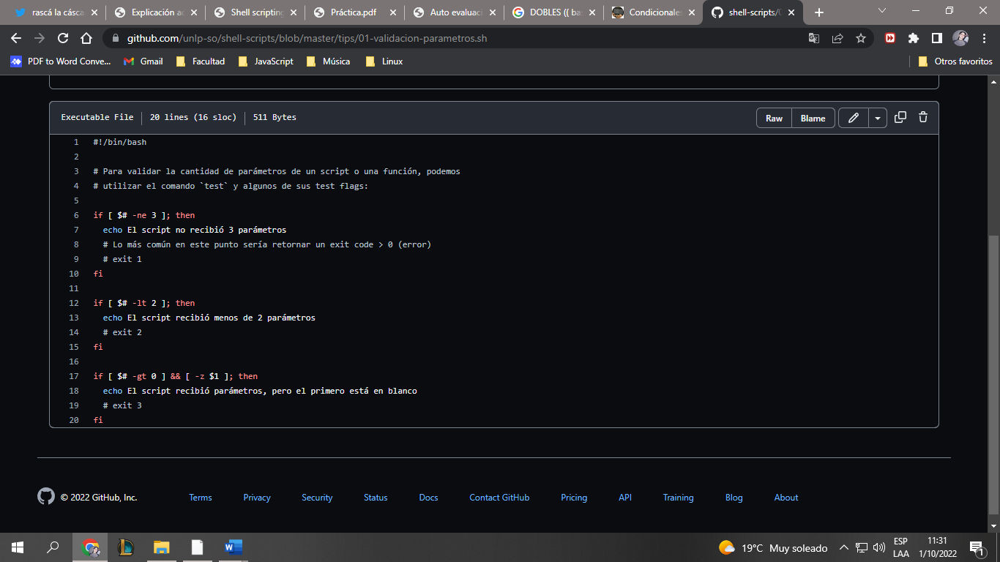 rascá la cásca
Explicación ac
Shell scripting
Práctica.pdf
Auto evaluaci
DOBLES (( bas
Condicionales
shell-scripts/0
github.com/unlp-so/shell-scripts/blob/master/tips/01-validacion-parametros.sh
PDF to Word Conve...
Gmail
Facultad
JavaScript
Música
Linux
Otros favoritos
Executable File
20 lines (16 sloc)
511 Bytes
Raw
Blame
1 #!/bin/bash
2
3 # Para validar la cantidad de parámetros de un script o una función, podemos
4 # utilizar el comando `test` y algunos de sus test flags:
5
6 if [ $# -ne 3 ]; then
7 echo El script no recibió 3 parámetros
8 # Lo más común en este punto sería retornar un exit code > 0 (error)
9 # exit 1
10 fi
11
12 if [ $# -lt 2 ]; then
13 echo El script recibió menos de 2 parámetros
14 # exit 2
15 fi
16
17 if [ $# -gt 0 ] && [ -z $1 ]; then
18 echo El script recibió parámetros, pero el primero está en blanco
19 # exit 3
20 fi
© 2022 GitHub, Inc.
Terms
Privacy
Security
Status
Docs
Contact GitHub
Pricing
API
Training
Blog
About
19°C Muy soleado
ESP
LAA
11:31
1/10/2022
1